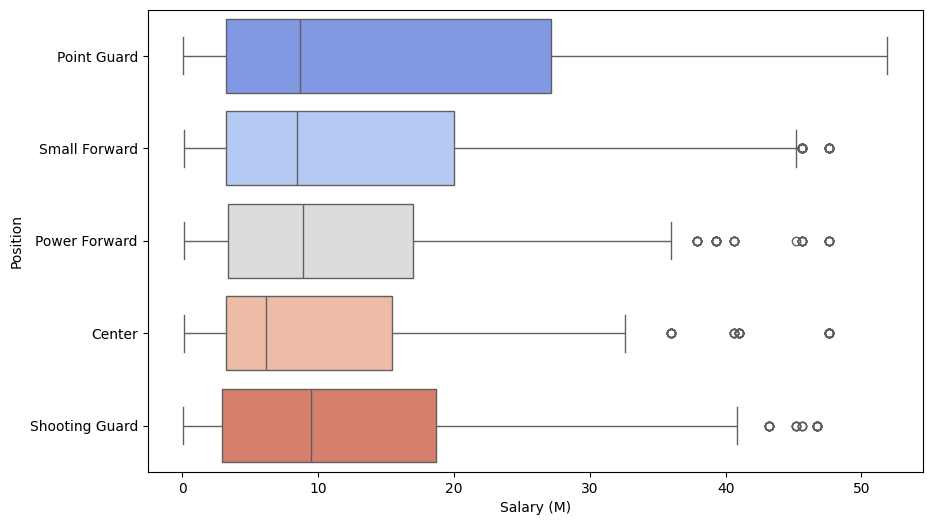 Point Guard
Small Forward
Power Forward
Center
Shooting Guard
Position
0 10 20 30 40 50
Salary (M)